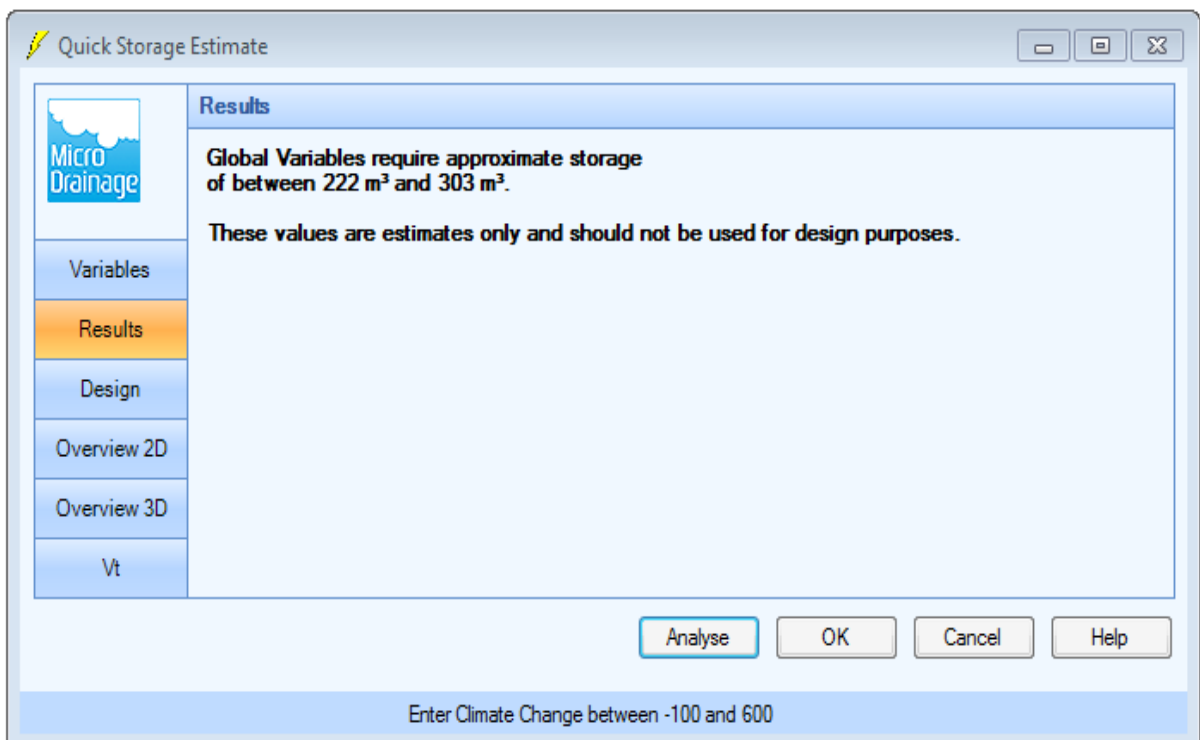 Quick Storage Estimate
Micro
Drainage
Variables
Results
Design
Overview 2D
Overview 3D
Vt
Results
Global Variables require approximate storage
of between 222 m³ and 303 m³.
These values are estimates only and should not be used for design purposes.
Analyse
OK
Cancel
Help
Enter Climate Change between -100 and 600